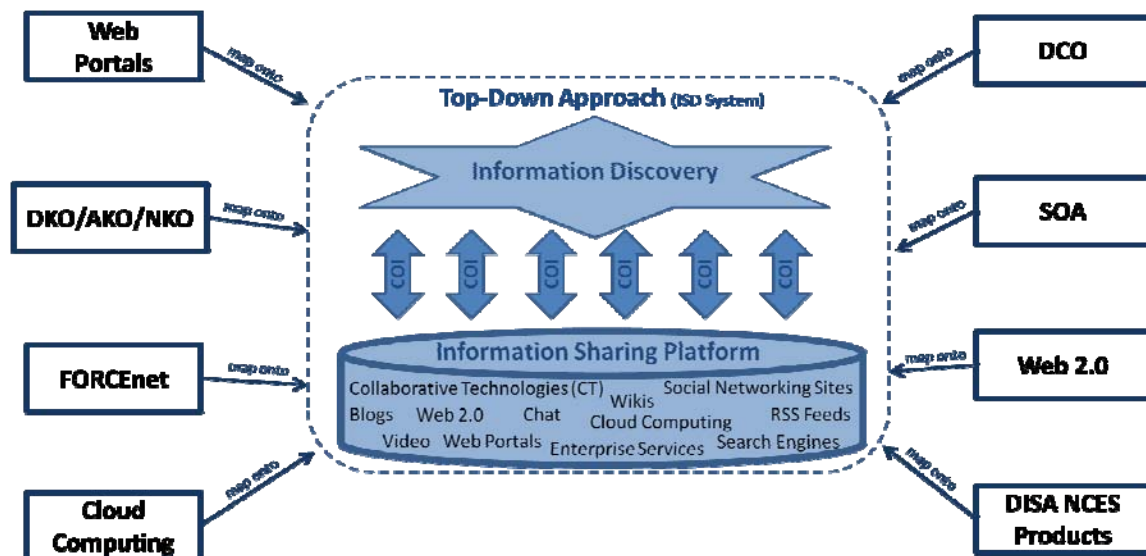 Web
Portals
map onto
DCO
map onto
Top-Down Approach (ISD System)
Information Discovery
DKO/AKO/NKO
map onto
SOA
map onto
COI COI COI COI COI COI
Information Sharing Platform
Collaborative Technologies (CT) Social Networking Sites
Wikis
Blogs Web 2.0 Chat Cloud Computing RSS Feeds
Video Web Portals Enterprise Services Search Engines
FORCEnet
map onto
Web 2.0
map onto
Cloud
Computing
map onto
DISA NCES
Products
map onto